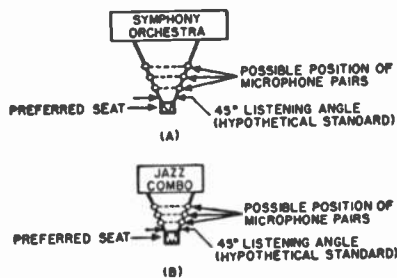 SYMPHONY
ORCHESTRA
POSSIBLE POSITION OF
MICROPHONE PAIRS
PREFERRED SEAT
45° LISTENING ANGLE
(HYPOTHETICAL STANDARD)
(A)
JAZZ
COMBO
POSSIBLE POSITION OF
MICROPHONE PAIRS
PREFERRED SEAT
45° LISTENING ANGLE
(HYPOTHETICAL STANDARD)
(B)